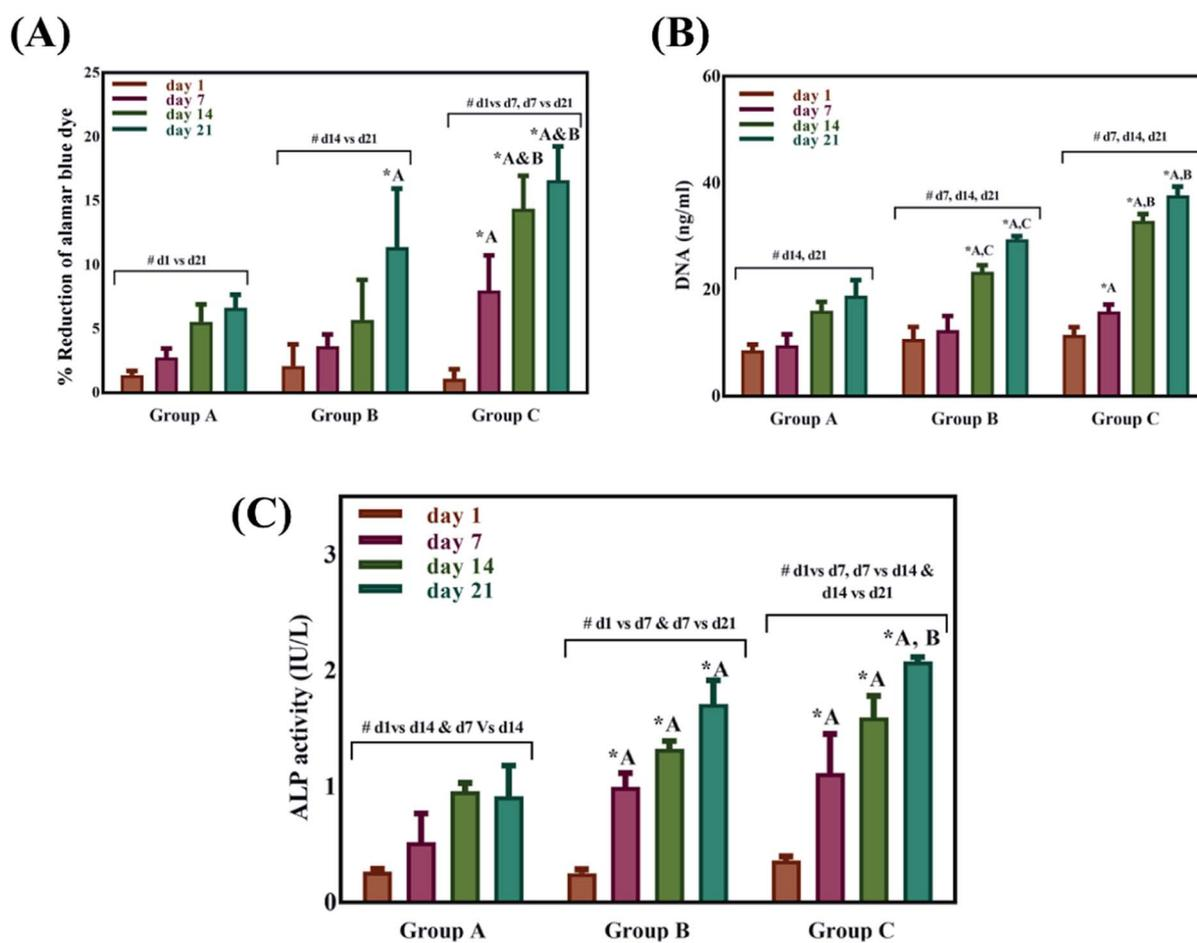 (A)
% Reduction of alamar blue dye
25
20
15
10
5
0
day 1
day 7
day 14
day 21
# d1 vs d21
# d14 vs d21
*A
# d1vs d7, d7 vs d21
*A
*A&B
*A&B
Group A
Group B
Group C
(B)
DNA (ng/ml)
60
40
20
0
day 1
day 7
day 14
day 21
# d14, d21
# d7, d14, d21
*A,C
*A,C
# d7, d14, d21
*A
*A,B
*A,B
Group A
Group B
Group C
(C)
ALP activity (IU/L)
3
2
1
0
day 1
day 7
day 14
day 21
# d1vs d14 & d7 Vs d14
# d1 vs d7 & d7 vs d21
*A
*A
*A
# d1vs d7, d7 vs d14 &
d14 vs d21
*A
*A
*A, B
Group A
Group B
Group C